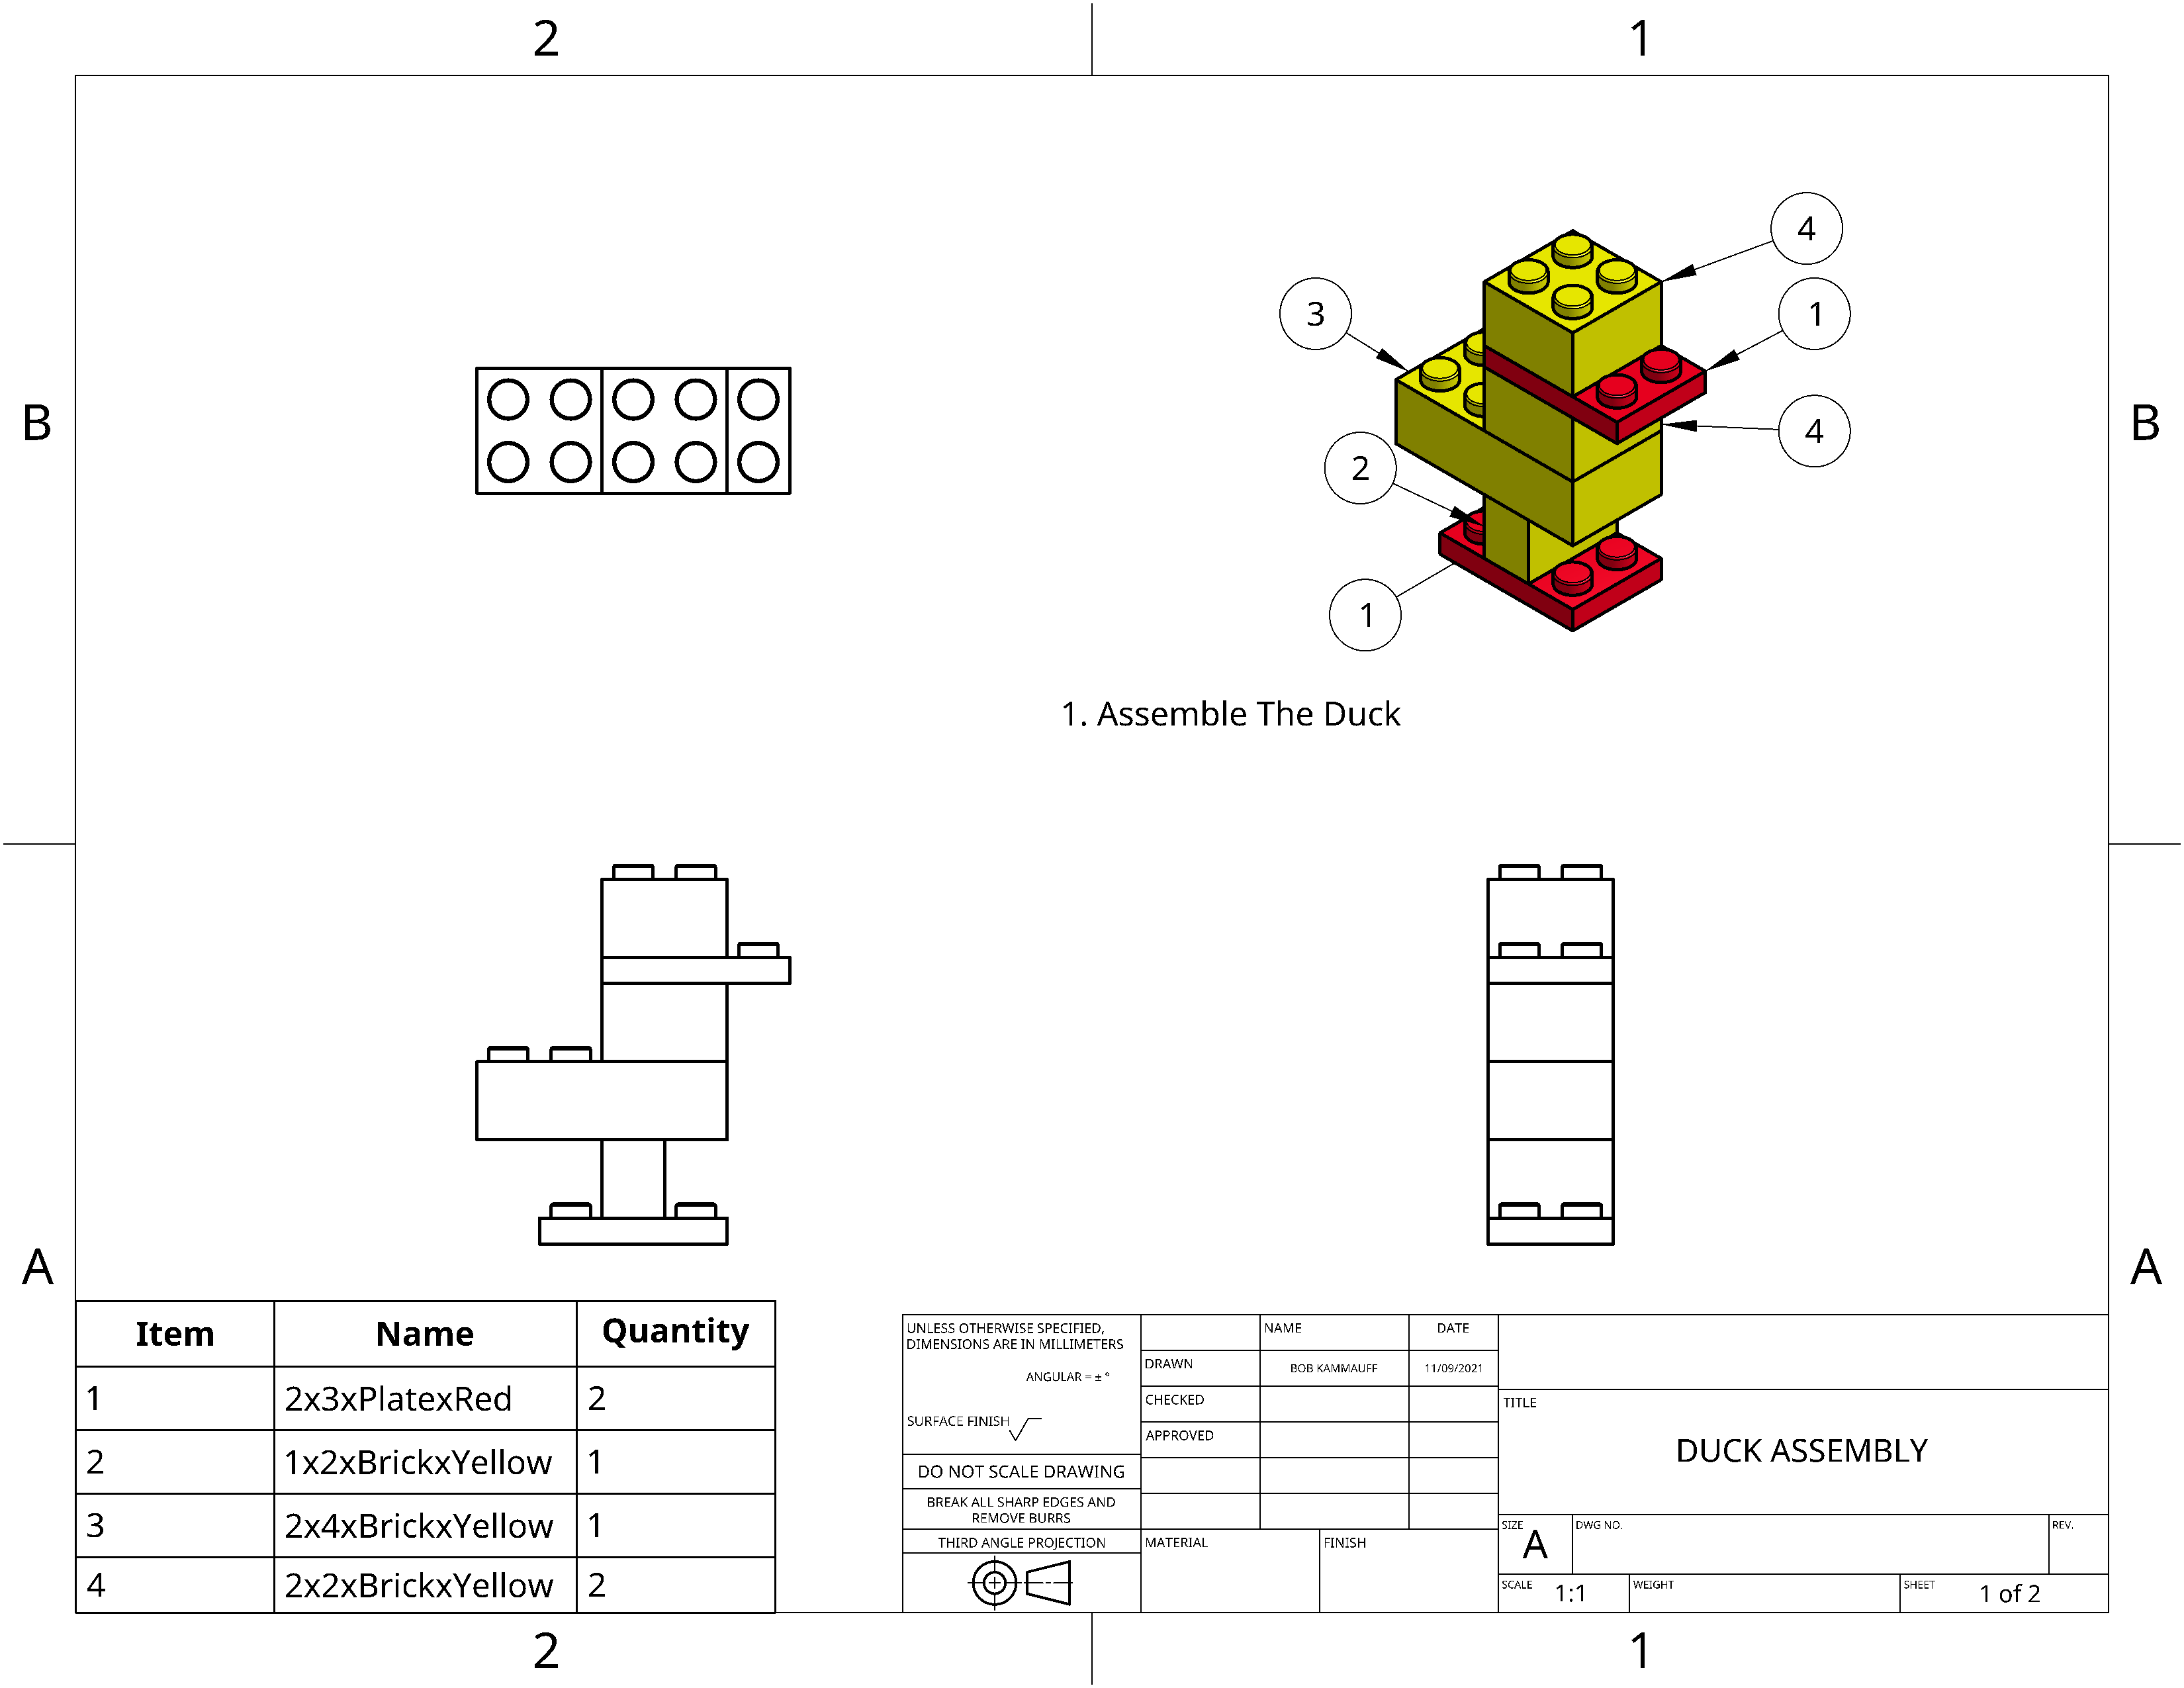 2
1
B
B
4
3
1
4
2
1
1. Assemble The Duck
A
A
Item Name Quantity
1 2x3xPlatexRed 2
2 1x2xBrickxYellow 1
3 2x4xBrickxYellow 1
4 2x2xBrickxYellow 2
UNLESS OTHERWISE SPECIFIED,
DIMENSIONS ARE IN MILLIMETERS
ANGULAR = ± °
SURFACE FINISH
DO NOT SCALE DRAWING
BREAK ALL SHARP EDGES AND
REMOVE BURRS
THIRD ANGLE PROJECTION
NAME DATE
DRAWN BOB KAMMAUFF 11/09/2021
CHECKED
APPROVED
MATERIAL FINISH
TITLE
DUCK ASSEMBLY
SIZE A DWG NO. REV.
SCALE 1:1 WEIGHT SHEET 1 of 2
2
1